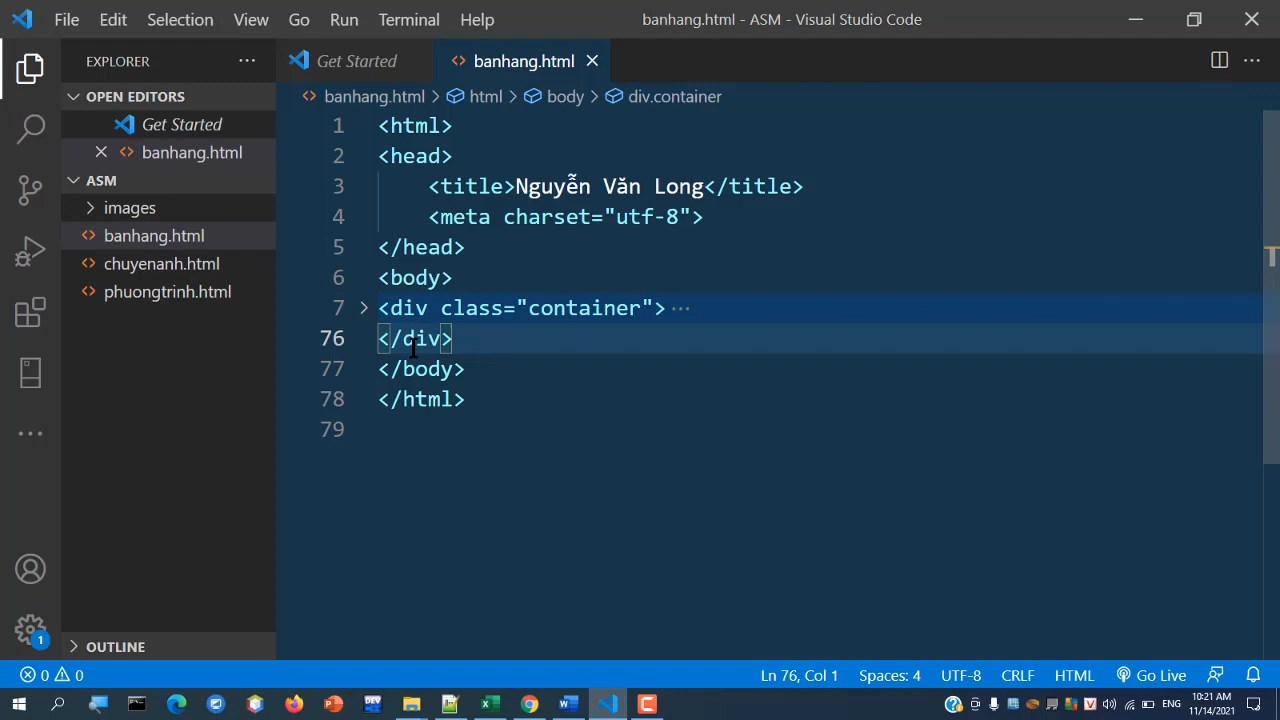 File Edit Selection View Go Run Terminal Help
banhang.html - ASM - Visual Studio Code
EXPLORER
OPEN EDITORS
Get Started
banhang.html
ASM
images
banhang.html
chuyenanh.html
phuongtrinh.html
OUTLINE
1
Get Started banhang.html
banhang.html > html > body > div.container
1 <html>
2 <head>
3 <title>Nguyễn Văn Long</title>
4 <meta charset="utf-8">
5 </head>
6 <body>
7 <div class="container"> ...
76 </div>
77 </body>
78 </html>
79
0 0 Ln 76, Col 1 Spaces: 4 UTF-8 CRLF HTML Go Live
DEV
V ENG
10:21 AM
11/14/2021